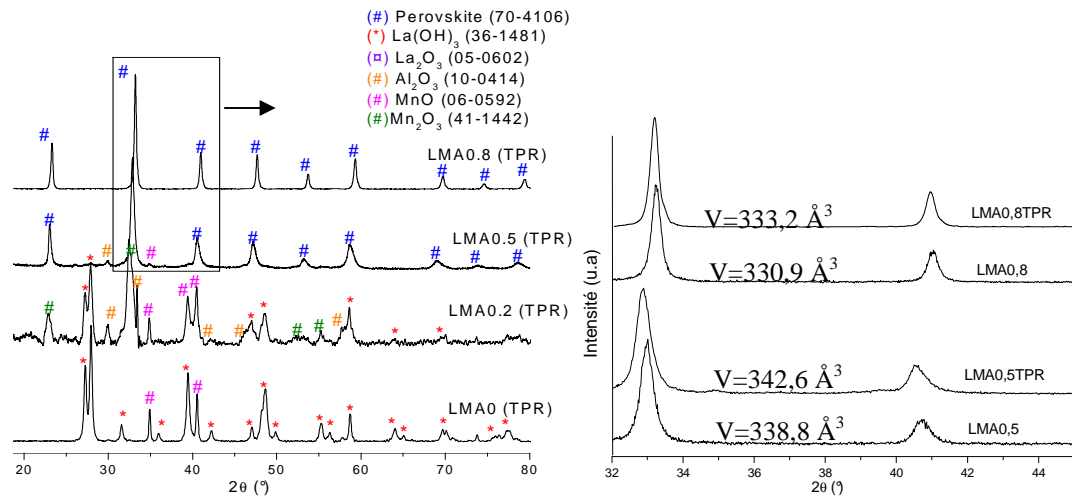 (#) Perovskite (70-4106)
(*) La(OH)3 (36-1481)
(¤) La2O3 (05-0602)
(#) Al2O3 (10-0414)
(#) MnO (06-0592)
(#)Mn2O3 (41-1442)
LMA0.8 (TPR)
LMA0.5 (TPR)
LMA0.2 (TPR)
LMA0 (TPR)
20 30 40 50 60 70 80
2θ (°)
Intensité (u.a)
V=333,2 Å3
LMA0,8TPR
V=330,9 Å3
LMA0,8
V=342,6 Å3
LMA0,5TPR
V=338,8 Å3
LMA0,5
32 34 36 38 40 42 44
2θ (°)